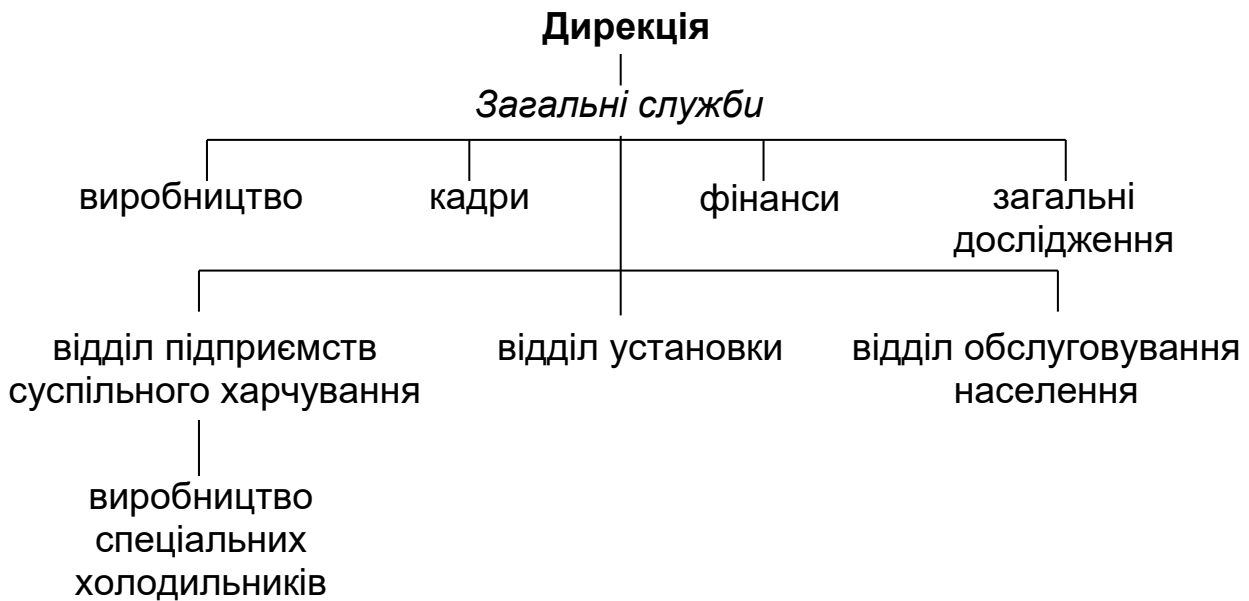 Дирекція
Загальні служби
виробництво кадри фінанси загальні
дослідження
відділ підприємств відділ установки відділ обслуговування
суспільного харчування населення
виробництво
спеціальних
холодильників